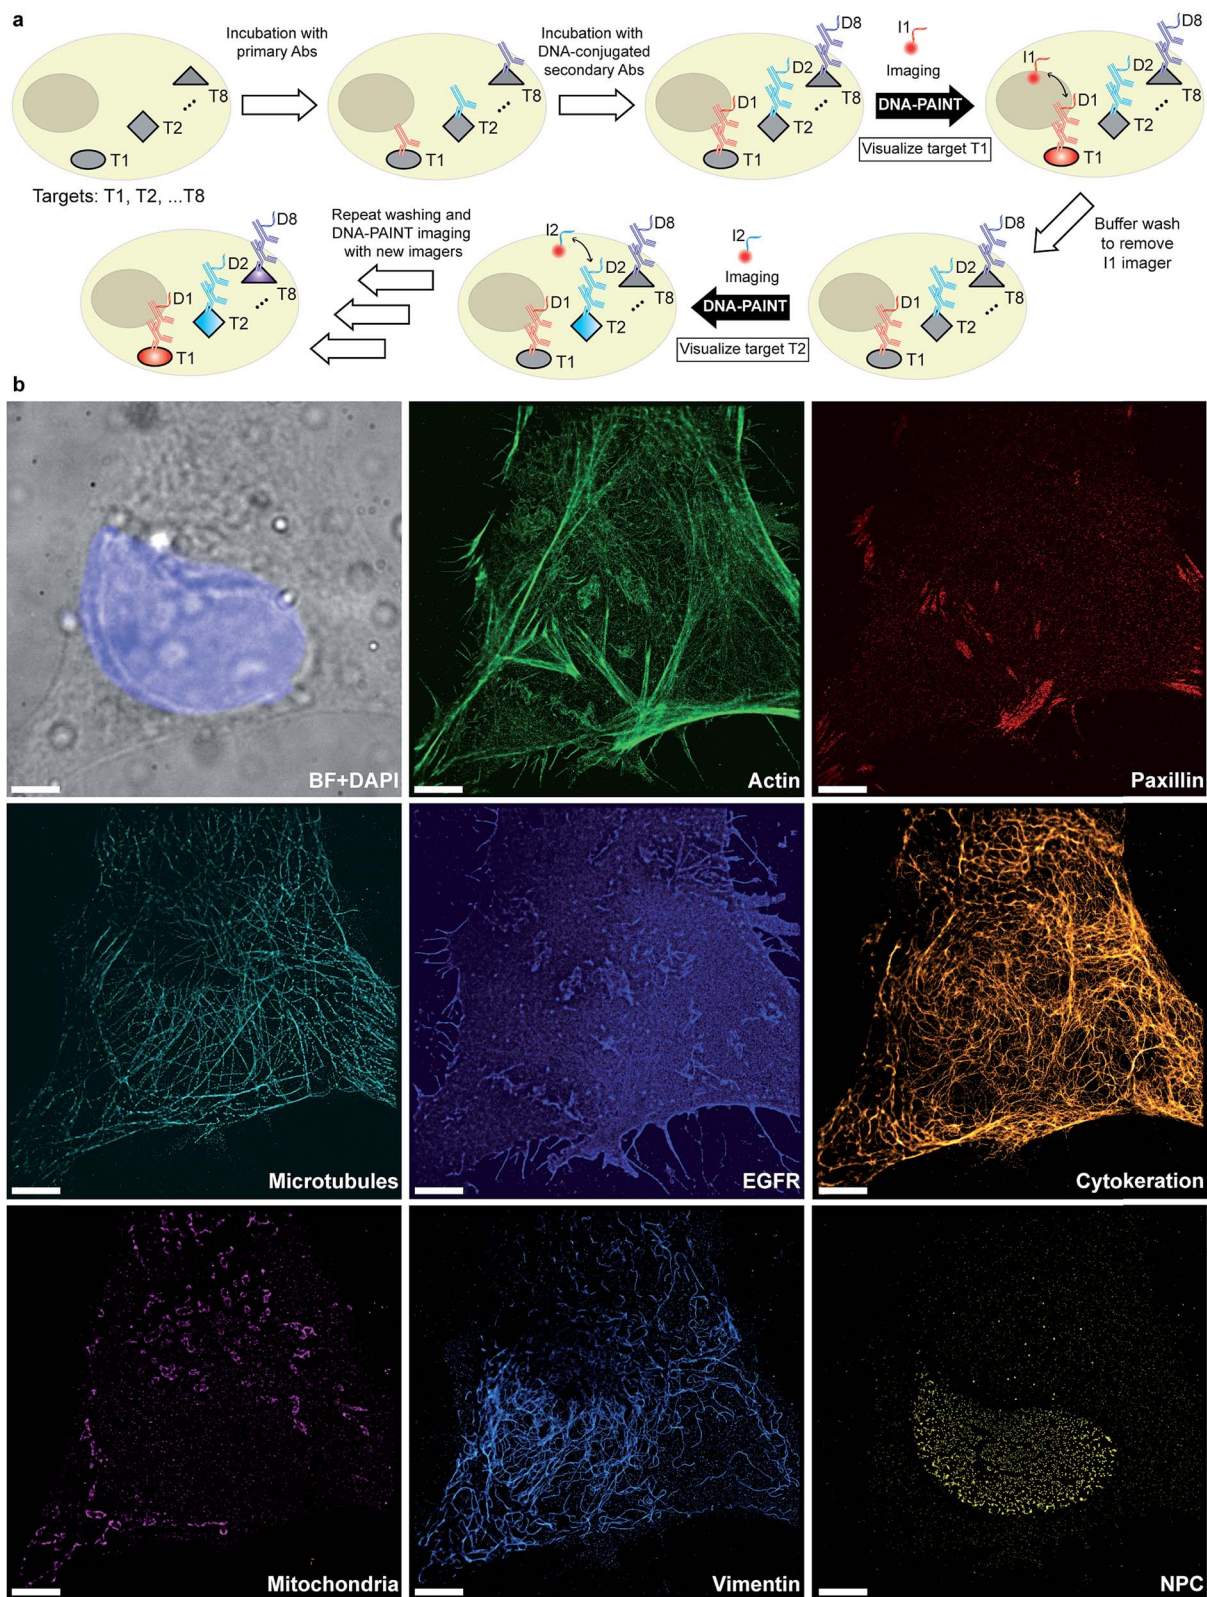 a
Incubation with
primary Abs
Incubation with
DNA-conjugated
secondary Abs
I1
Imaging
DNA-PAINT
Visualize target T1
T8
T2
T1
T8
T2
T1
D8
D2
D1
T8
T2
T1
I1
D8
D2
D1
T8
T2
T1
Targets: T1, T2, ...T8
Buffer wash
to remove
I1 imager
D8
D2
D1
T8
T2
T1
I2
Imaging
DNA-PAINT
Visualize target T2
I2
D8
D2
D1
T8
T2
T1
Repeat washing and
DNA-PAINT imaging
with new imagers
D8
D2
D1
T8
T2
T1
b
BF+DAPI
Actin
Paxillin
Microtubules
EGFR
Cytokeration
Mitochondria
Vimentin
NPC